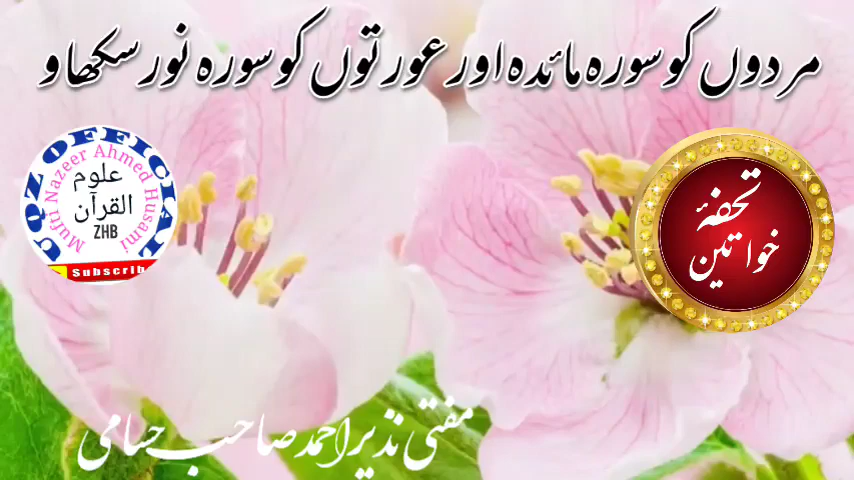 مردوں کو سورہ مائدہ اور عورتوں کو سورہ نور سکھاو
UQZ OFFICIAL
Mufti Nazeer Ahmed Husami
علوم
القرآن
ZHB
Subscrib
تحفۂ
خواتین
مفتی نذیر احمد صاحب حسامی